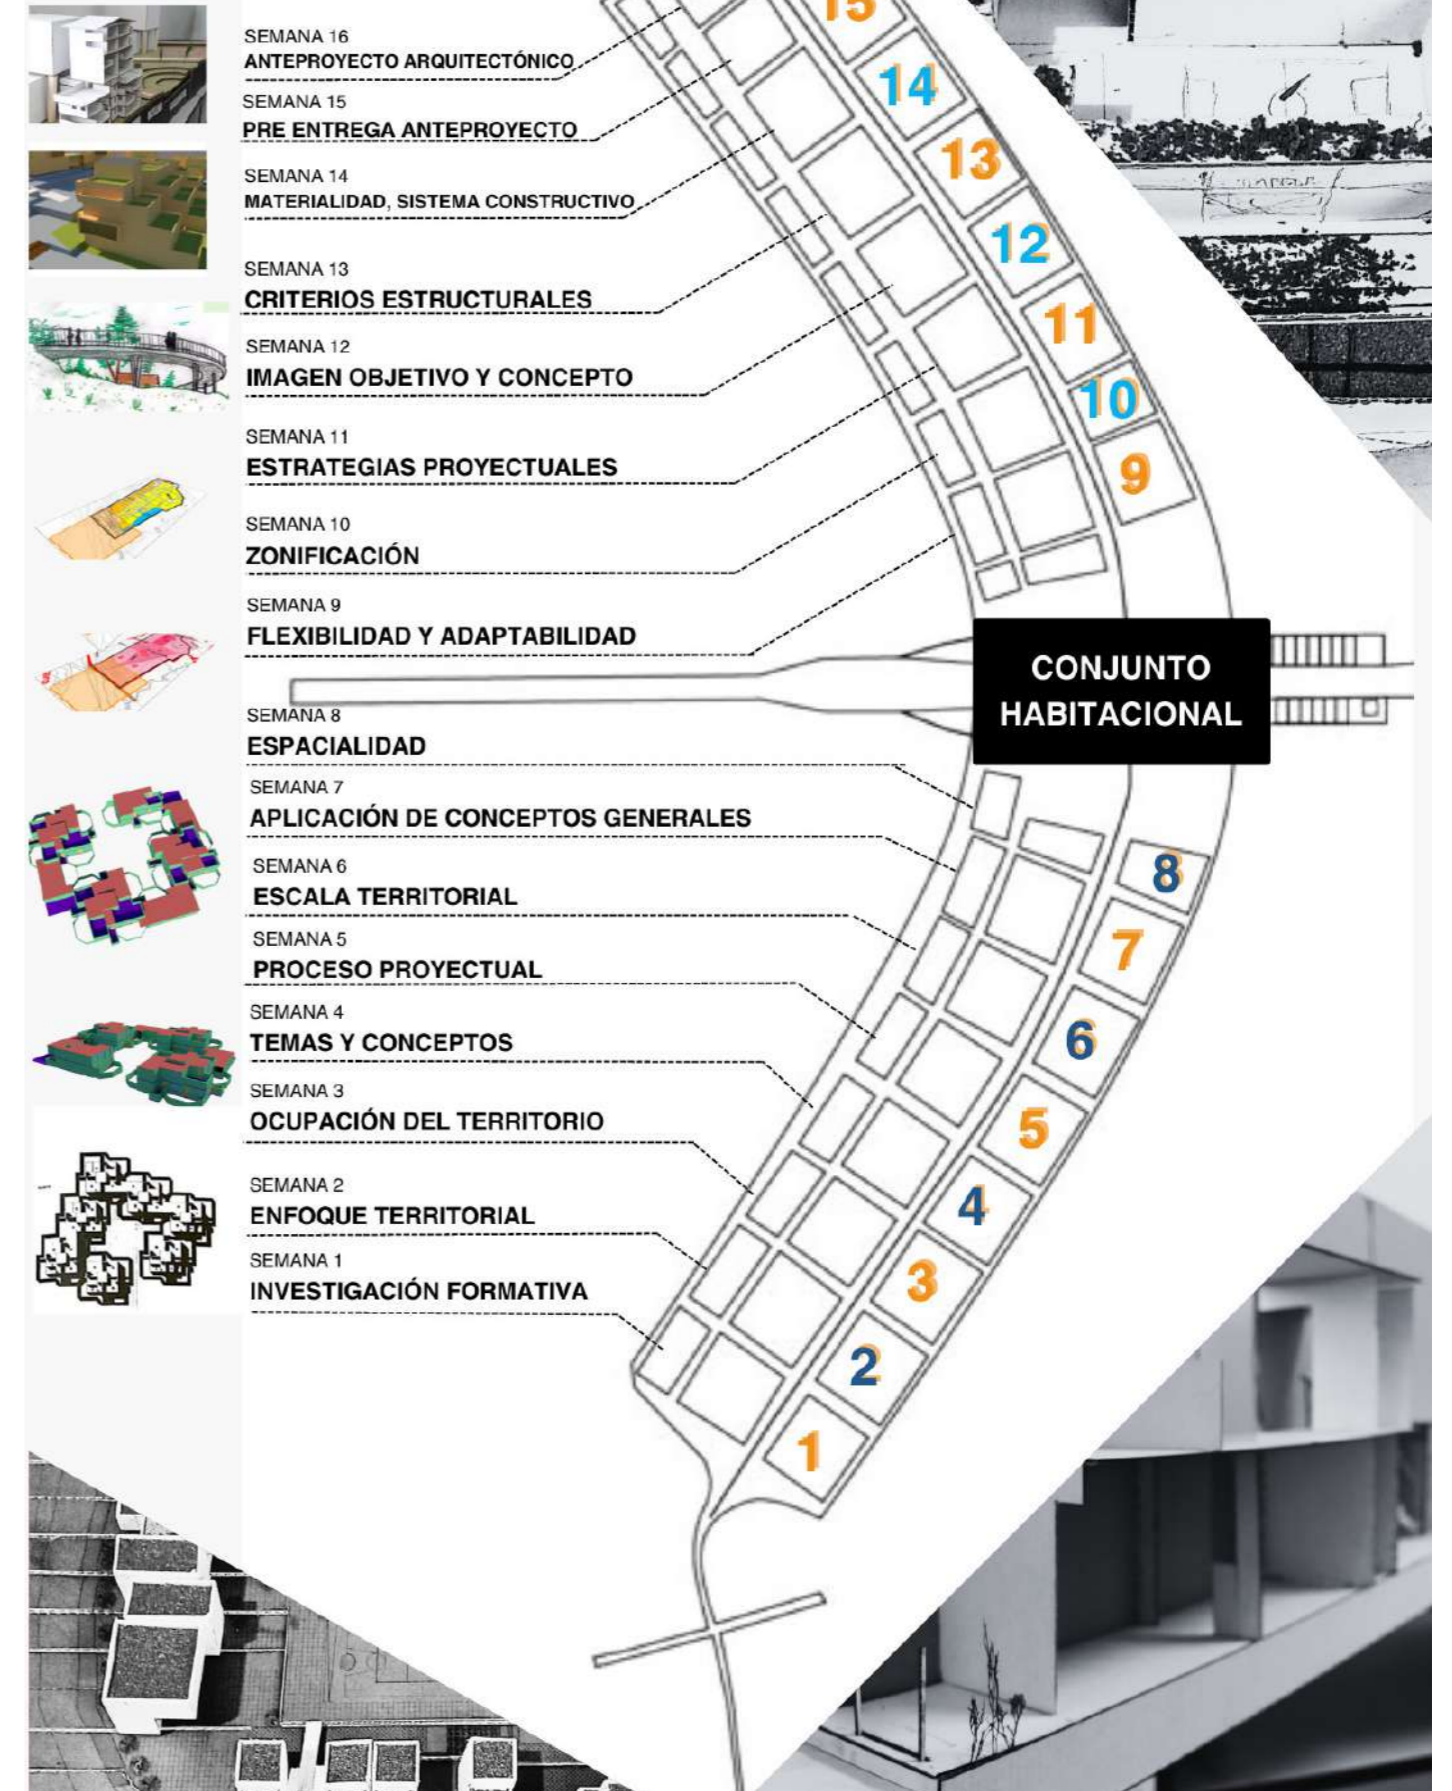 SEMANA 16
ANTEPROYECTO ARQUITECTÓNICO
SEMANA 15
PRE ENTREGA ANTEPROYECTO
SEMANA 14
MATERIALIDAD, SISTEMA CONSTRUCTIVO
SEMANA 13
CRITERIOS ESTRUCTURALES
SEMANA 12
IMAGEN OBJETIVO Y CONCEPTO
SEMANA 11
ESTRATEGIAS PROYECTUALES
SEMANA 10
ZONIFICACIÓN
SEMANA 9
FLEXIBILIDAD Y ADAPTABILIDAD
SEMANA 8
ESPACIALIDAD
SEMANA 7
APLICACIÓN DE CONCEPTOS GENERALES
SEMANA 6
ESCALA TERRITORIAL
SEMANA 5
PROCESO PROYECTUAL
SEMANA 4
TEMAS Y CONCEPTOS
SEMANA 3
OCUPACIÓN DEL TERRITORIO
SEMANA 2
ENFOQUE TERRITORIAL
SEMANA 1
INVESTIGACIÓN FORMATIVA
15
14
13
12
11
10
9
CONJUNTO
HABITACIONAL
8
7
6
5
4
3
2
1